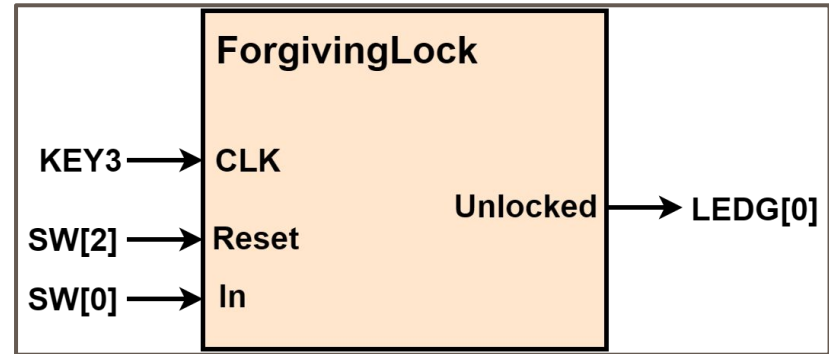 ForgivingLock
KEY3 CLK
Unlocked LEDG[0]
SW[2] Reset
SW[0] In